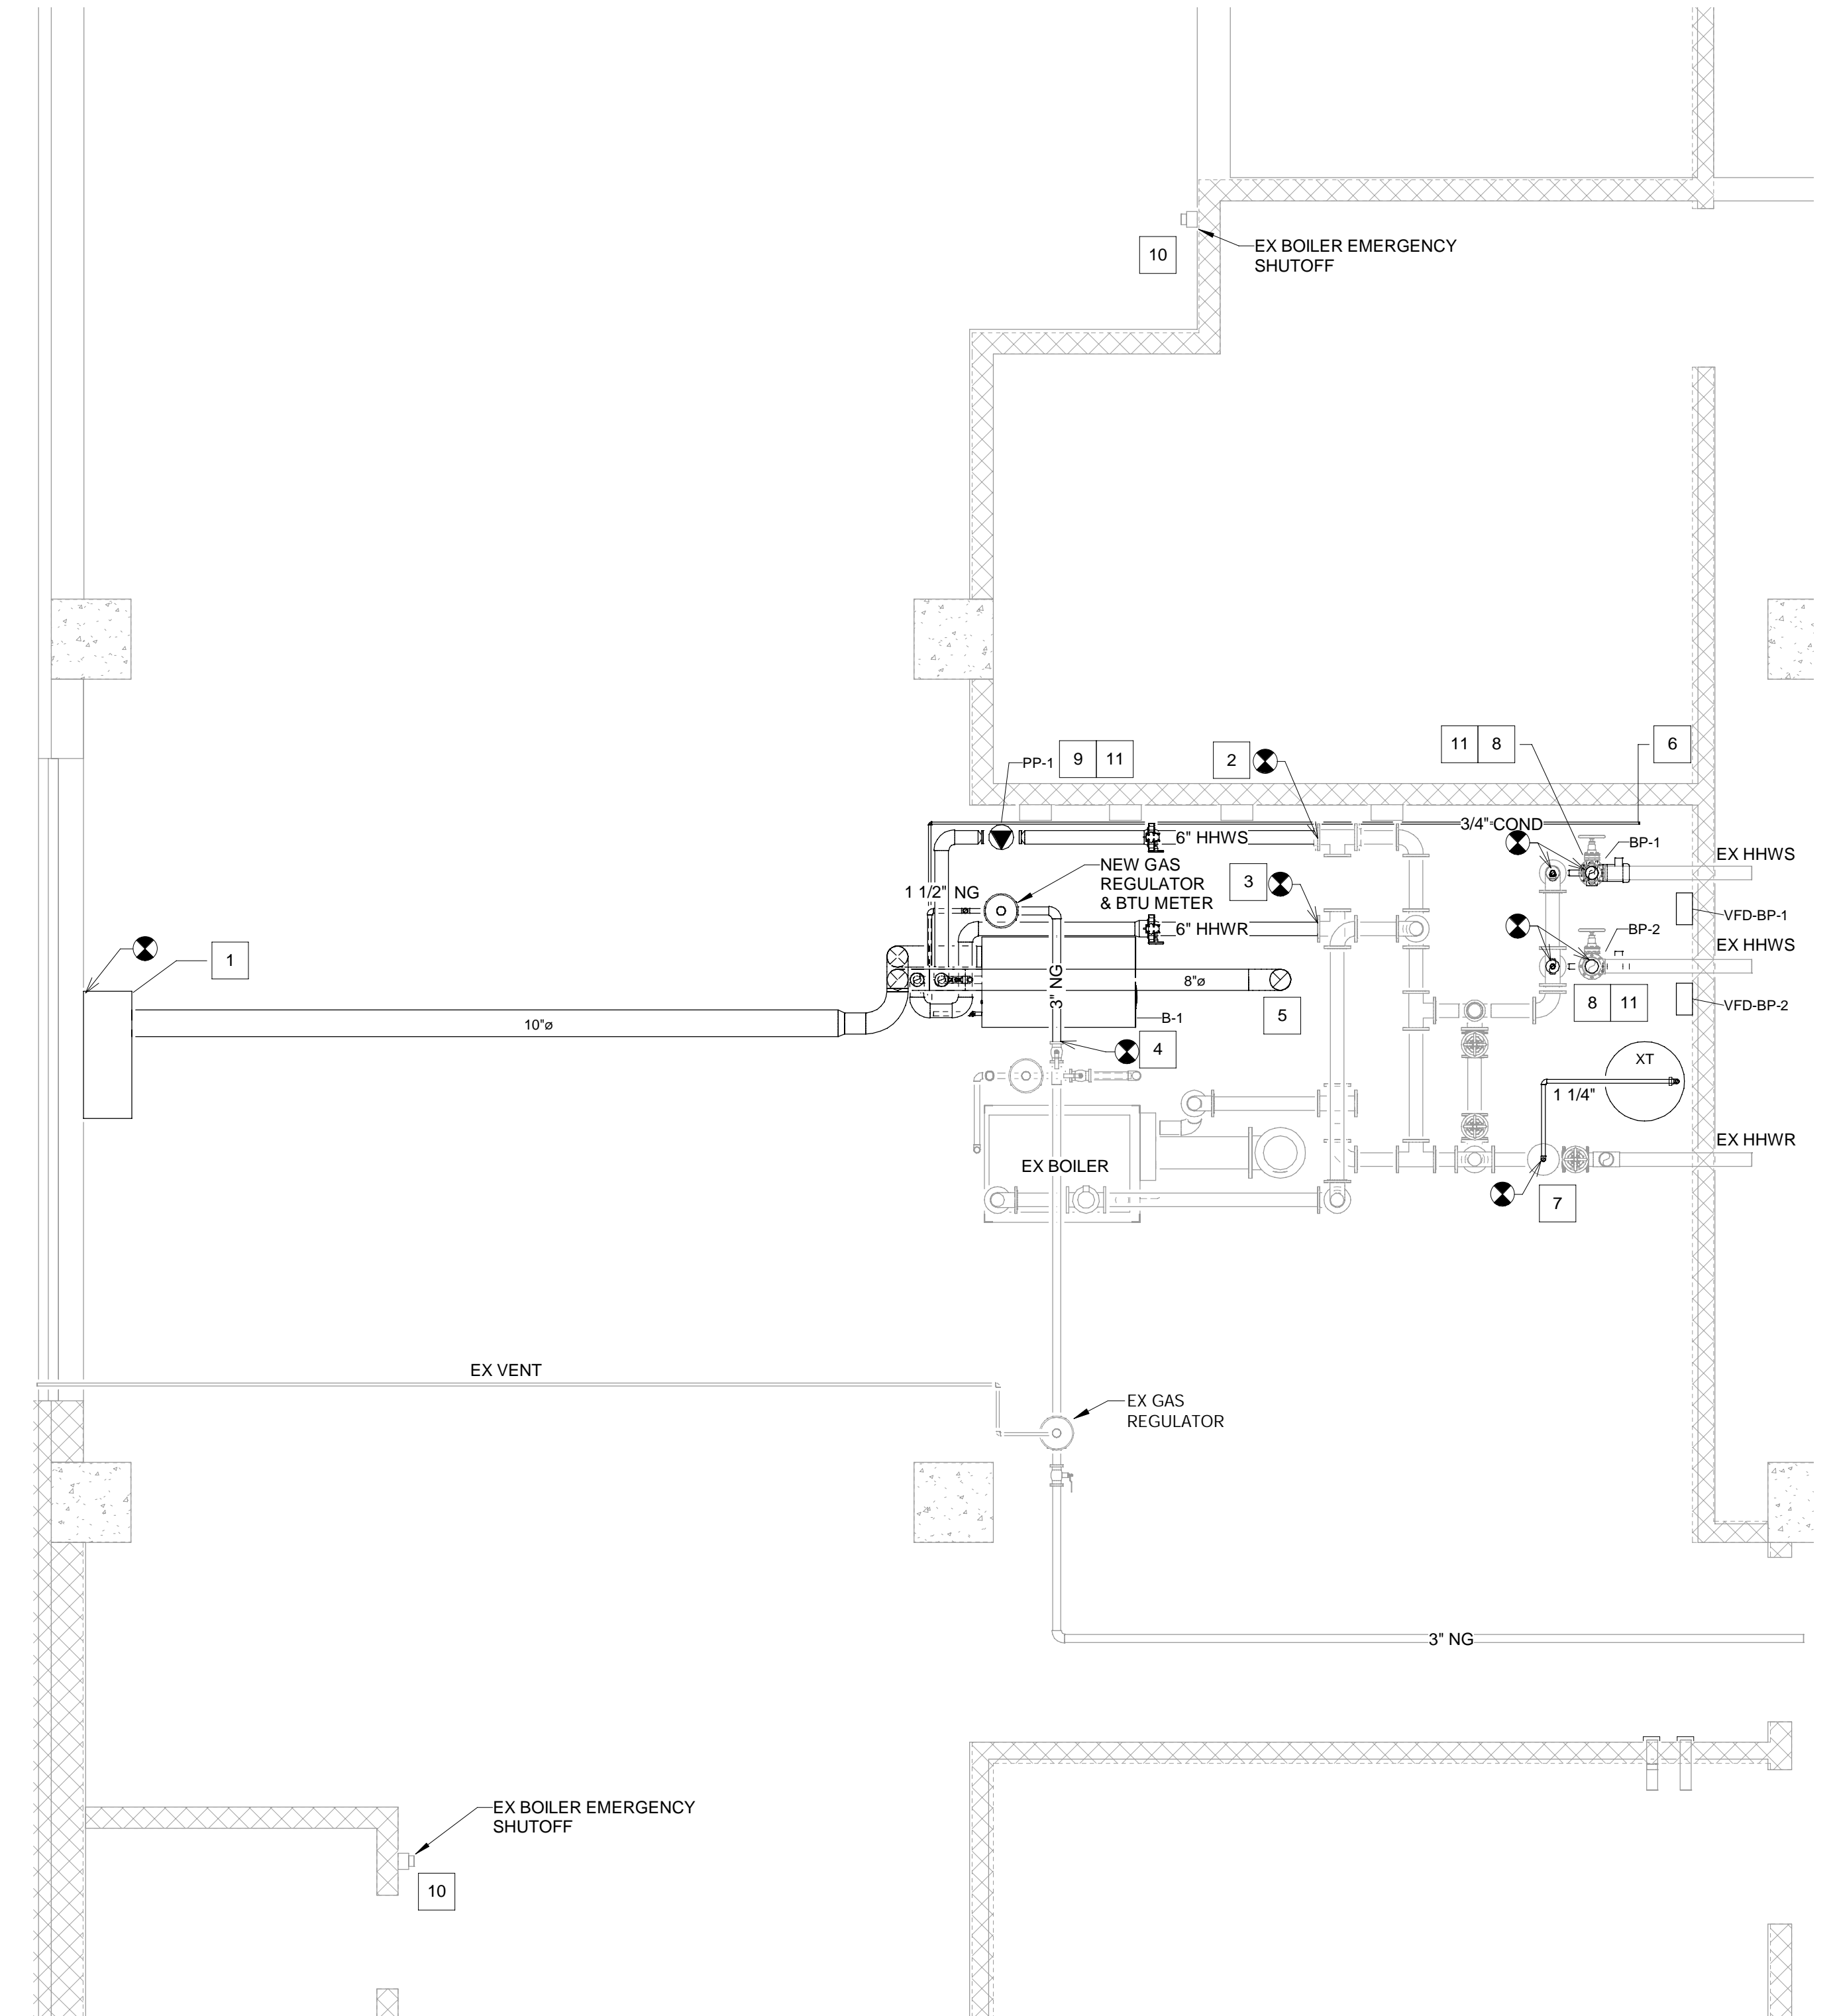 10
EX BOILER EMERGENCY
SHUTOFF
11 8
6
PP-1
9 11
2
3/4" COND
6" HHWS
BP-1
EX HHWS
NEW GAS
REGULATOR
& BTU METER
1 1/2" NG
3
6" HHWR
VFD-BP-1
BP-2
EX HHWS
1
3" NG
8"ø
8 11
VFD-BP-2
10"ø
B-1
5
4
XT
1 1/4"
EX HHWR
EX BOILER
7
EX VENT
EX GAS
REGULATOR
3" NG
EX BOILER EMERGENCY
SHUTOFF
10